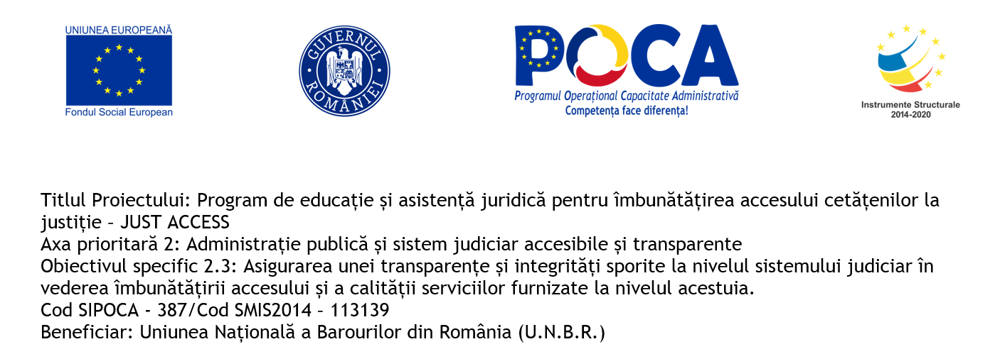 UNIUNEA EUROPEANĂ
Fondul Social European
GUVERNUL ROMÂNIEI
POCA
Programul Operațional Capacitate Administrativă
Competența face diferența!
Instrumente Structurale
2014-2020
Titlul Proiectului: Program de educație și asistență juridică pentru îmbunătățirea accesului cetățenilor la
justiție – JUST ACCESS
Axa prioritară 2: Administrație publică și sistem judiciar accesibile și transparente
Obiectivul specific 2.3: Asigurarea unei transparențe și integrități sporite la nivelul sistemului judiciar în
vederea îmbunătățirii accesului și a calității serviciilor furnizate la nivelul acestuia.
Cod SIPOCA - 387/Cod SMIS2014 – 113139
Beneficiar: Uniunea Națională a Barourilor din România (U.N.B.R.)